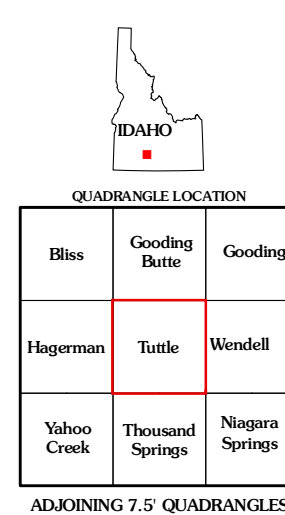 IDAHO
QUADRANGLE LOCATION
Bliss
Gooding
Butte
Gooding
Hagerman
Tuttle
Wendell
Yahoo
Creek
Thousand
Springs
Niagara
Springs
ADJOINING 7.5' QUADRANGLES